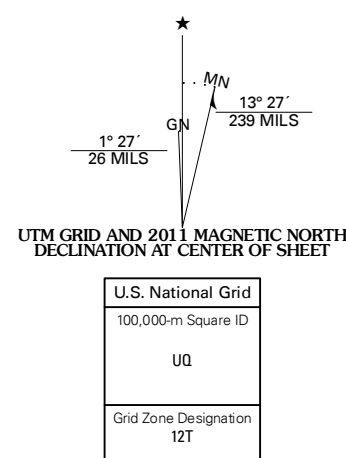 ★
MN
GN
13° 27´
239 MILS
1° 27´
26 MILS
UTM GRID AND 2011 MAGNETIC NORTH
DECLINATION AT CENTER OF SHEET
U.S. National Grid
100,000-m Square ID
UQ
Grid Zone Designation
12T